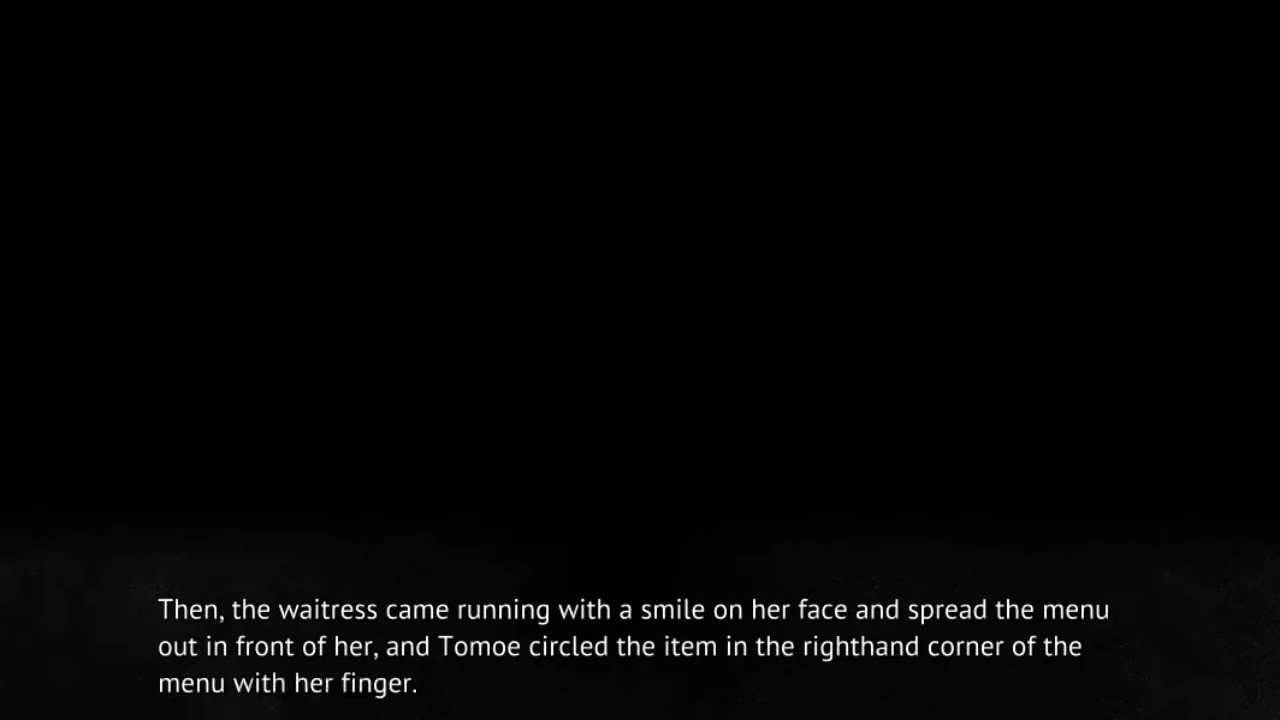 Then, the waitress came running with a smile on her face and spread the menu
out in front of her, and Tomoe circled the item in the righthand corner of the
menu with her finger.